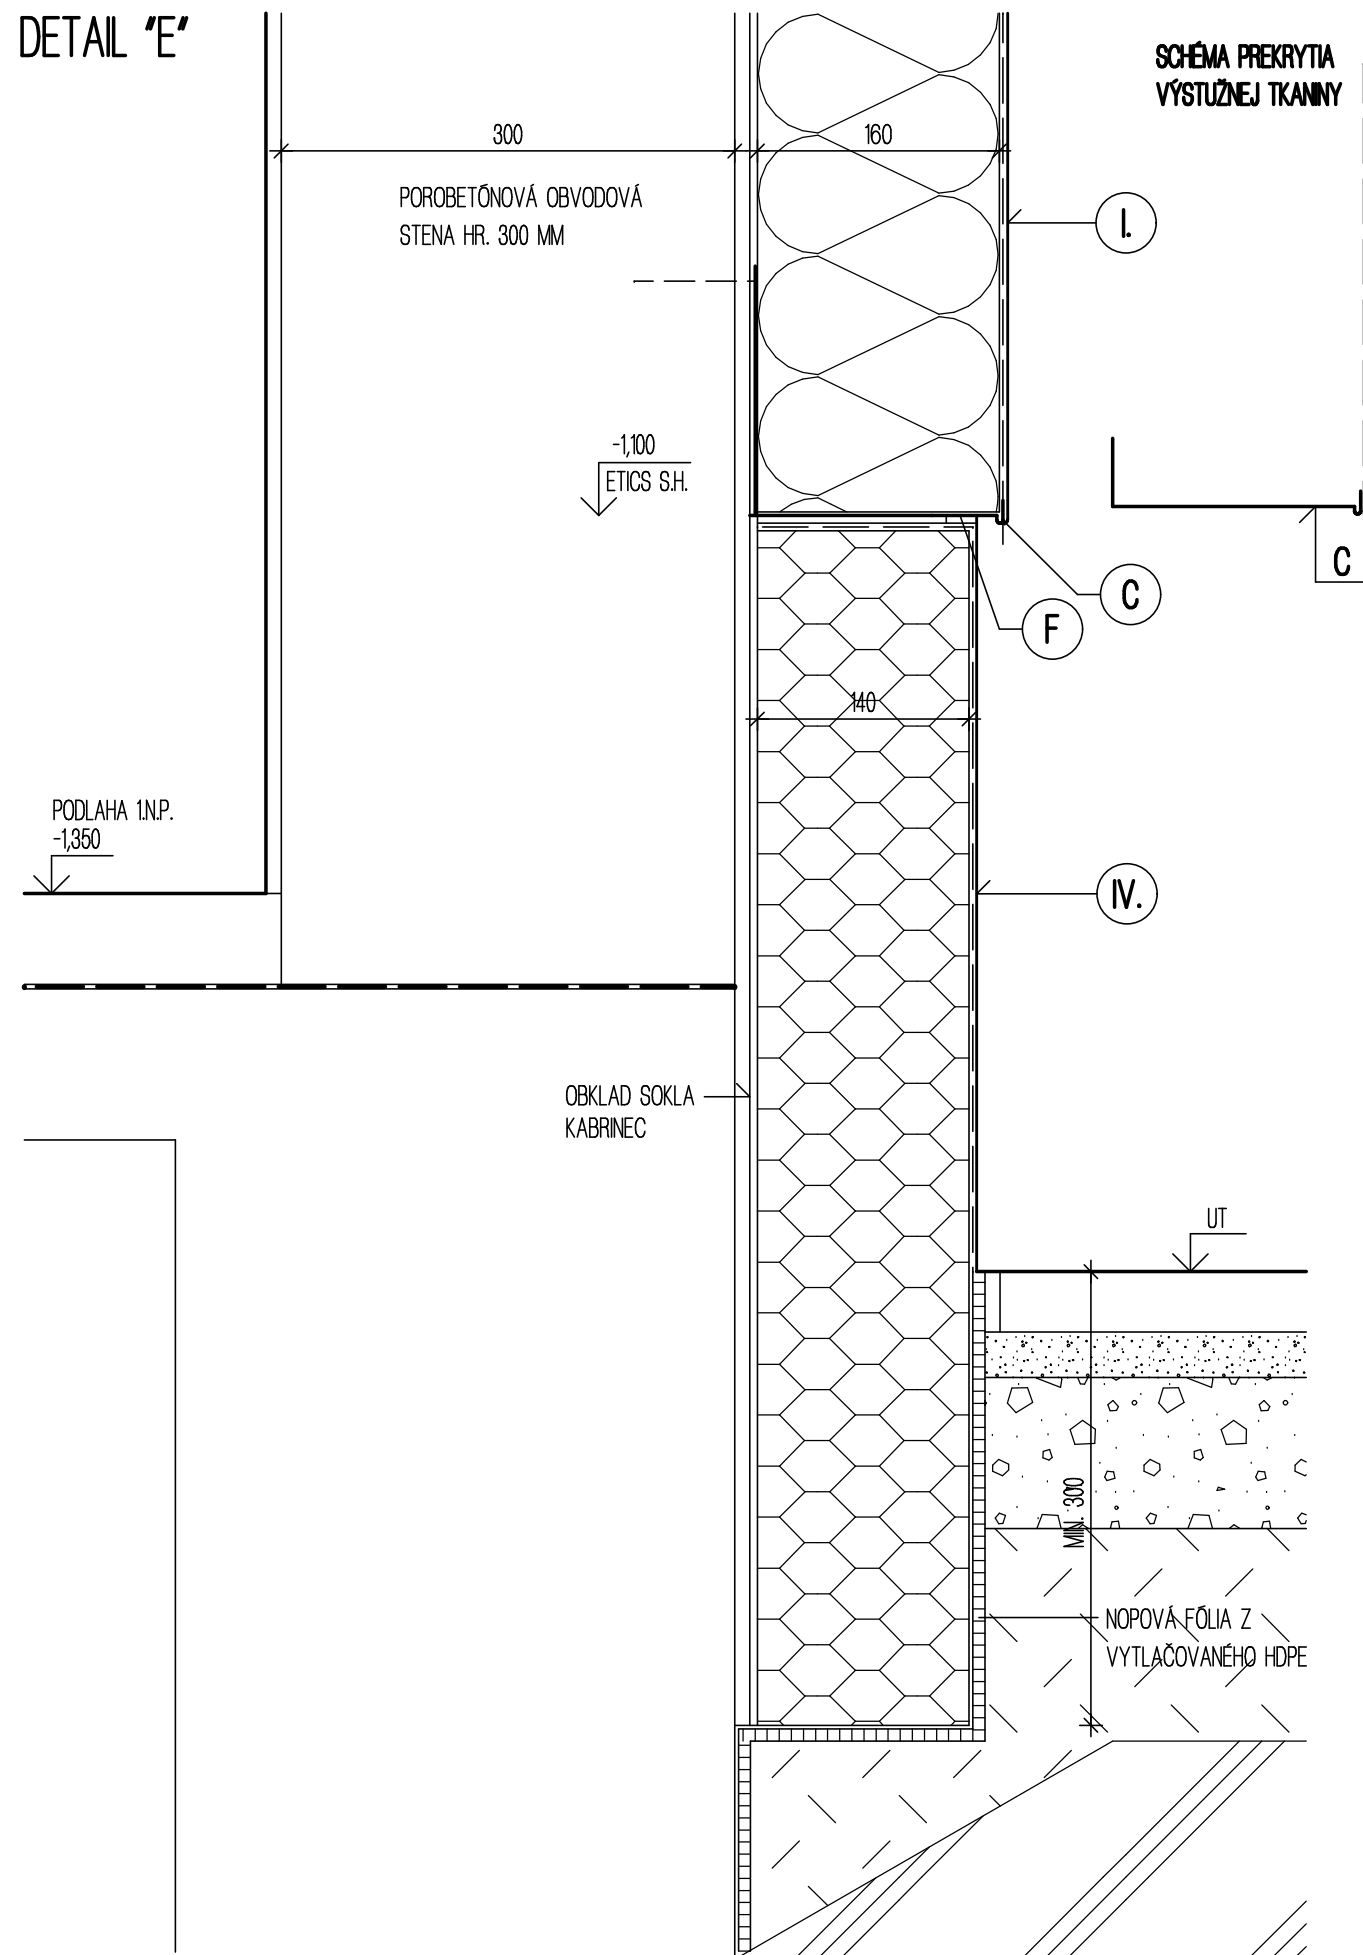 DETAIL "E"
SCHÉMA PREKRYTIA
VÝSTUŽNEJ TKANINY
300
160
POROBETÓNOVÁ OBVODOVÁ
STENA HR. 300 MM
I.
-1,100
ETICS S.H.
C
C
F
140
PODLAHA 1.N.P.
-1,350
IV.
OBKLAD SOKLA
KABRINEC
UT
MIN. 300
NOPOVÁ FÓLIA Z
VYTLAČOVANÉHO HDPE